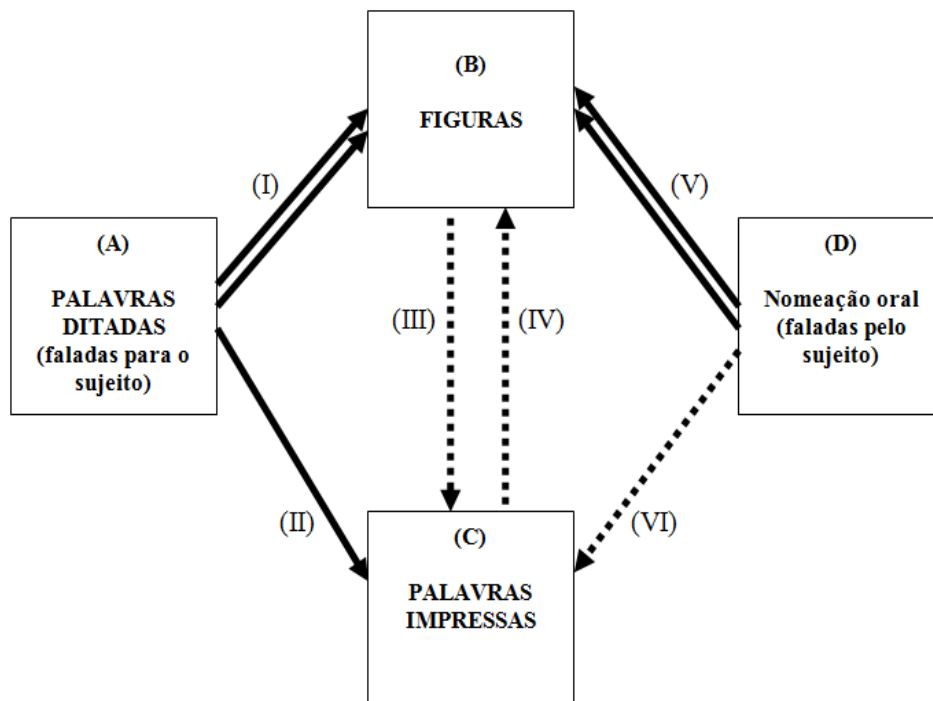 (B)
FIGURAS
(I)
(V)
(A)
PALAVRAS
DITADAS
(faladas para o
sujeito)
(D)
Nomeação oral
(faladas pelo
sujeito)
(III)
(IV)
(II)
(VI)
(C)
PALAVRAS
IMPRESSAS